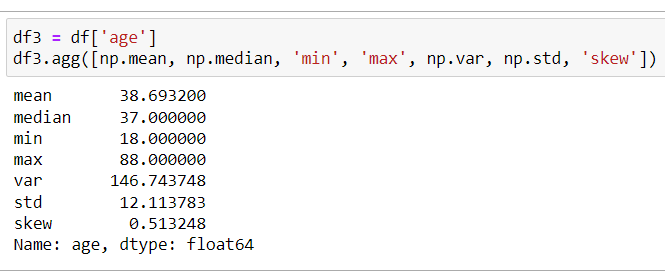 df3 = df['age']
df3.agg([np.mean, np.median, 'min', 'max', np.var, np.std, 'skew'])
mean       38.693200
median     37.000000
min        18.000000
max        88.000000
var       146.743748
std        12.113783
skew        0.513248
Name: age, dtype: float64